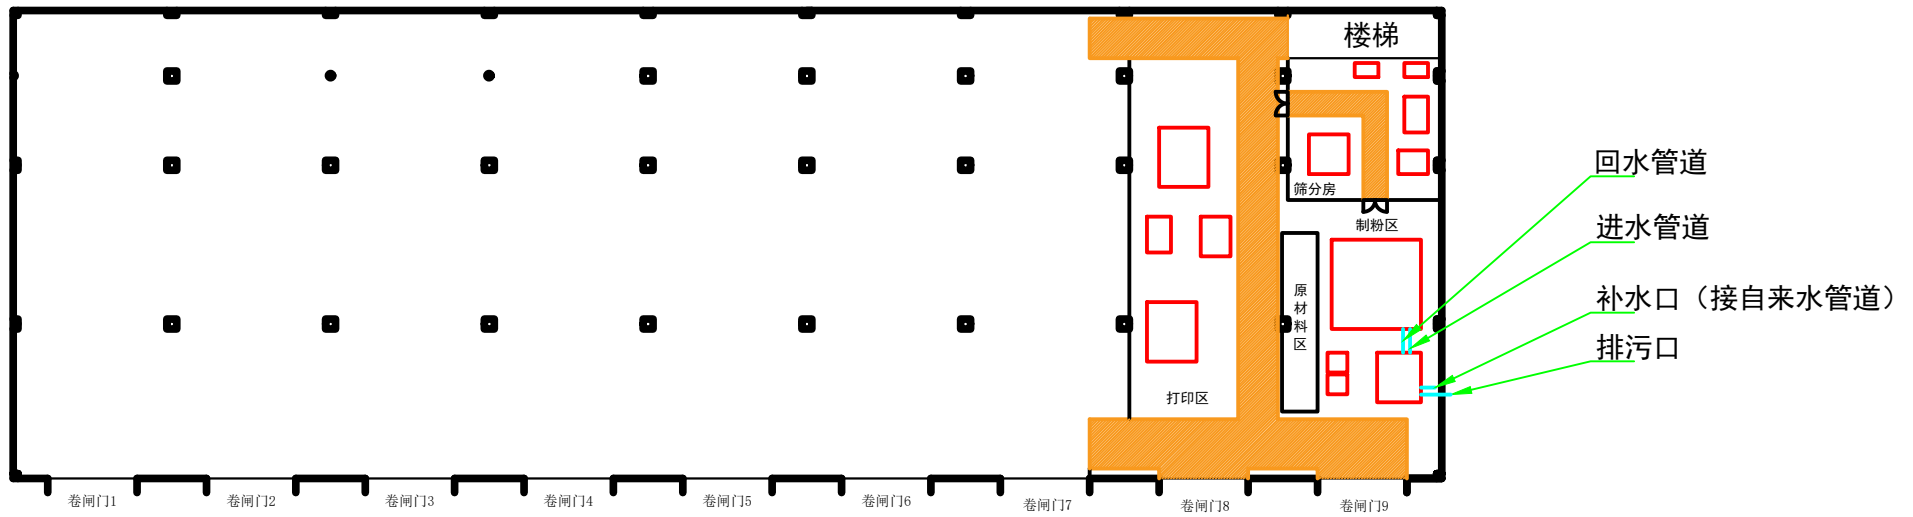 楼梯
筛分房
制粉区
回水管道
进水管道
补水口（接自来水管道）
排污口
原材料区
打印区
卷闸门1
卷闸门2
卷闸门3
卷闸门4
卷闸门5
卷闸门6
卷闸门7
卷闸门8
卷闸门9